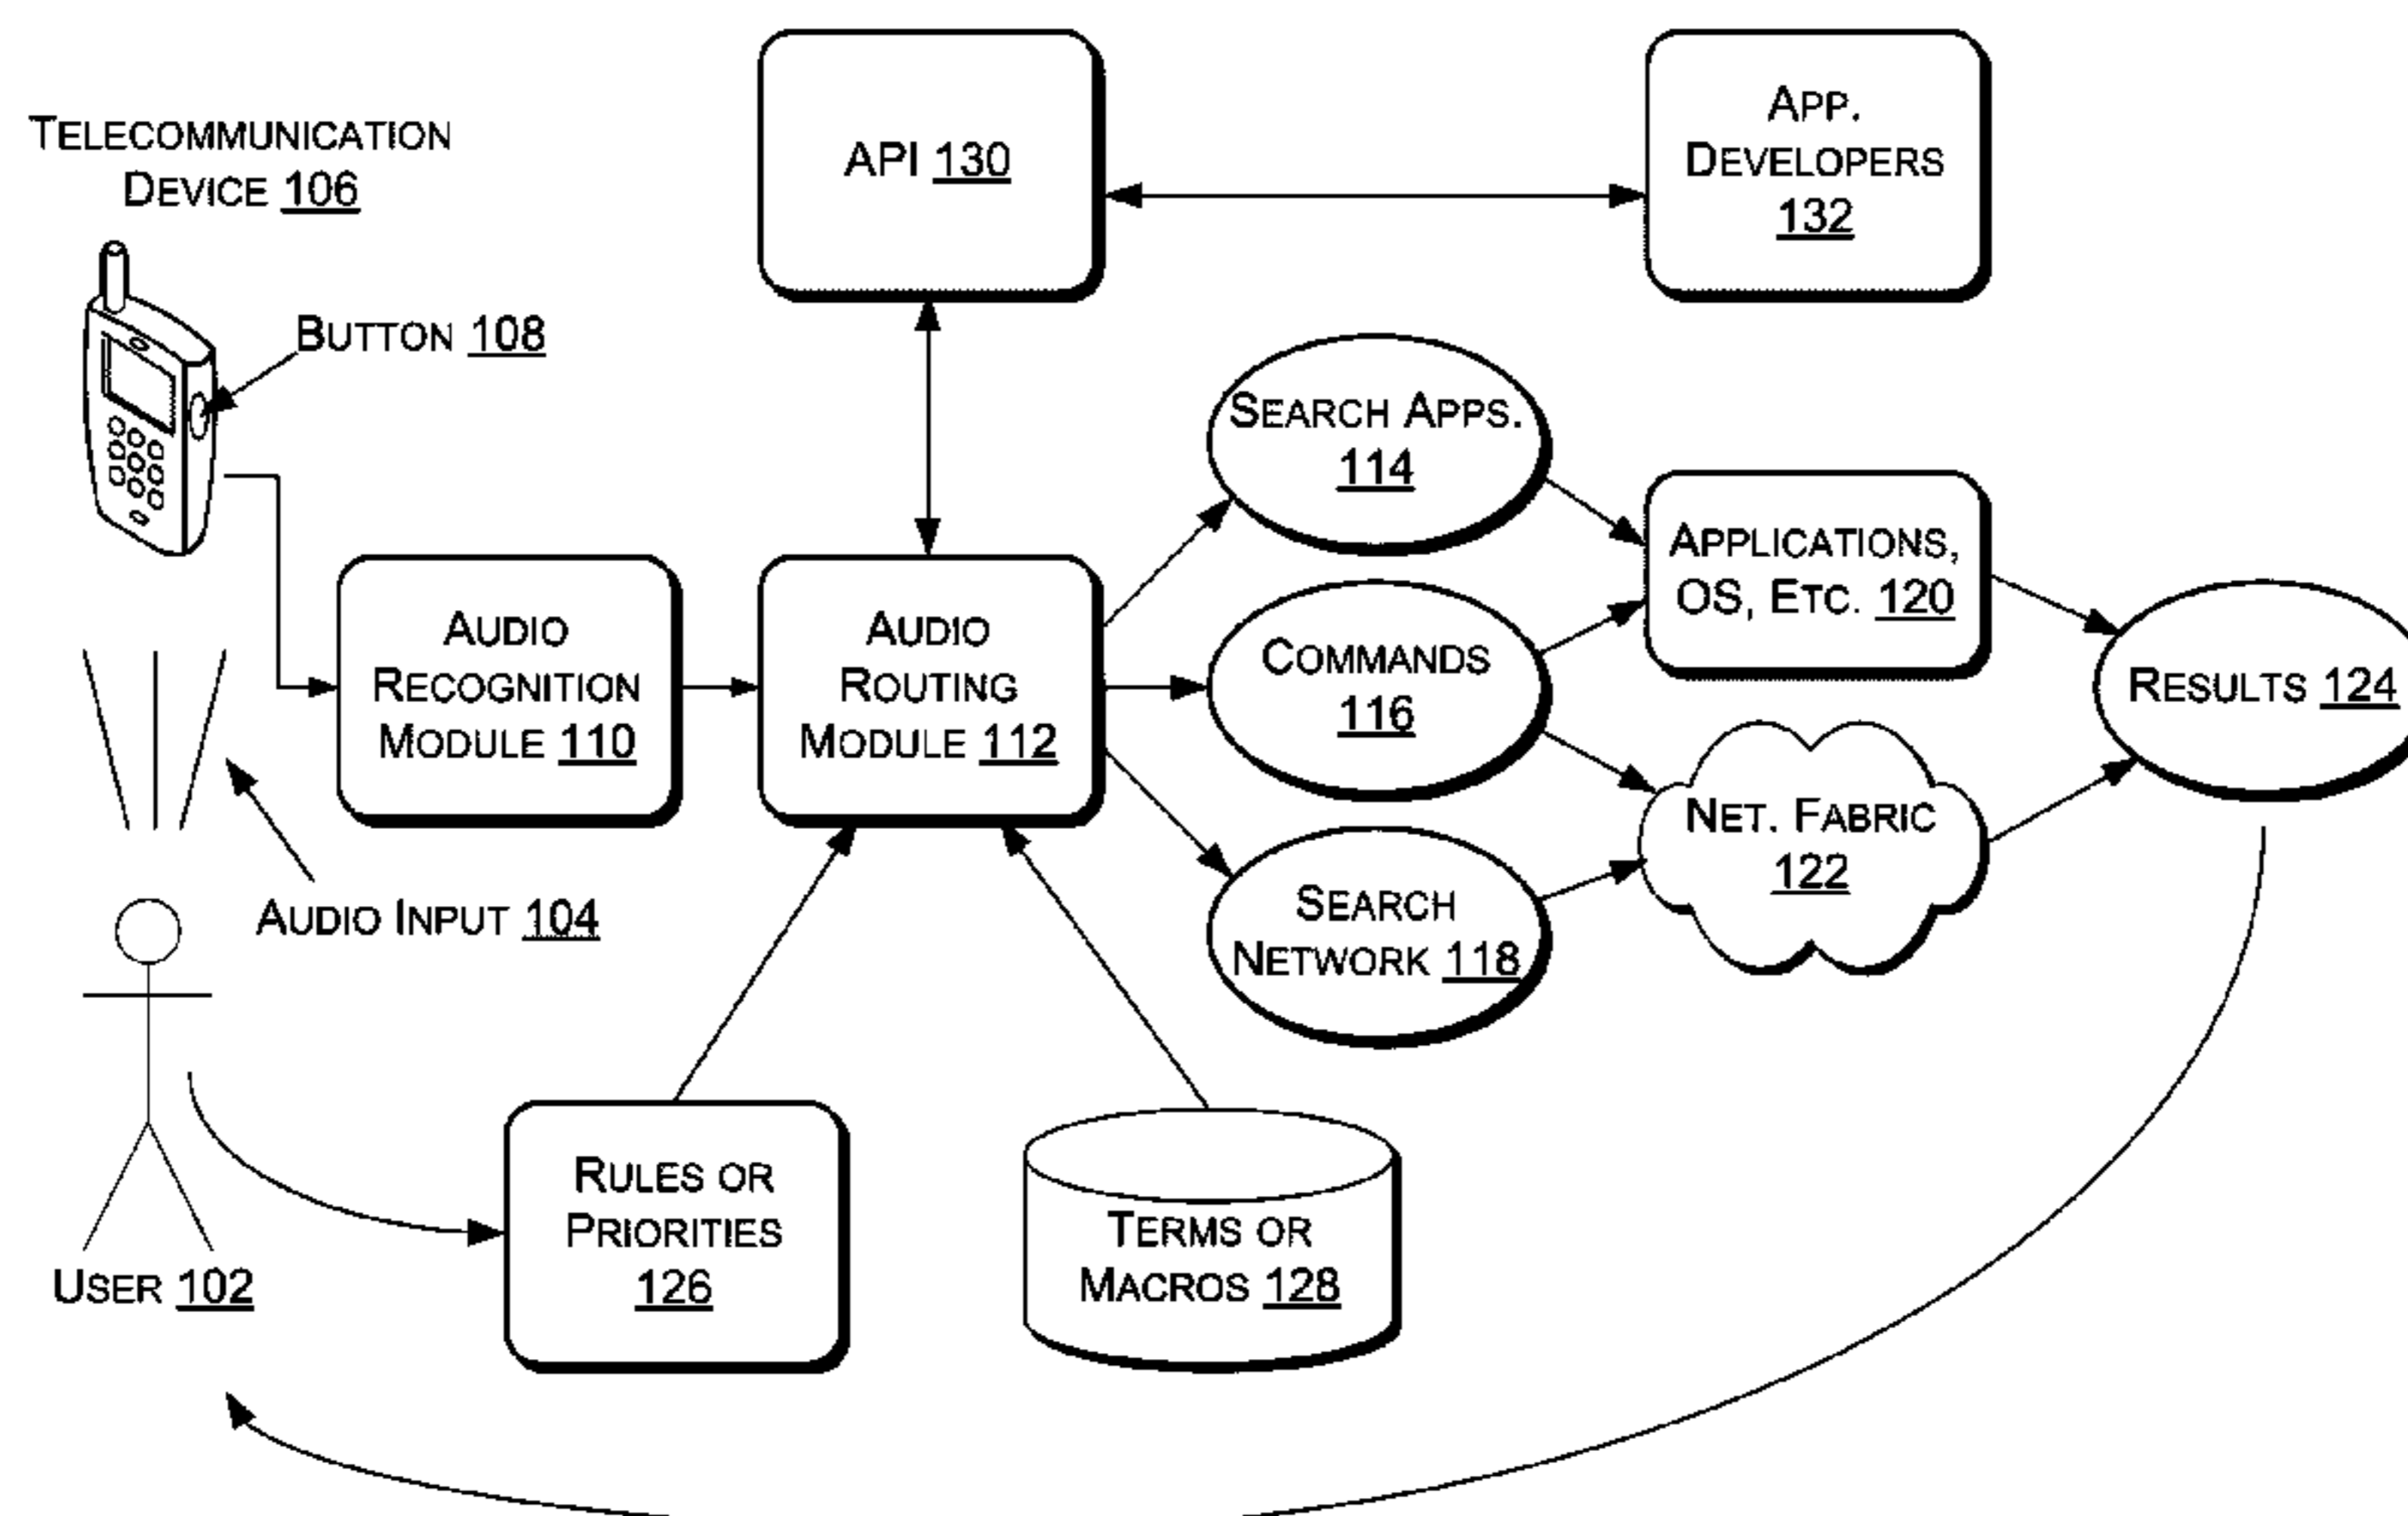 TELECOMMUNICATION
DEVICE 106
BUTTON 108
API 130
APP.
DEVELOPERS
132
SEARCH APPS.
114
APPLICATIONS,
OS, ETC. 120
AUDIO
RECOGNITION
MODULE 110
AUDIO
ROUTING
MODULE 112
COMMANDS
116
RESULTS 124
NET. FABRIC
122
SEARCH
NETWORK 118
AUDIO INPUT 104
USER 102
RULES OR
PRIORITIES
126
TERMS OR
MACROS 128